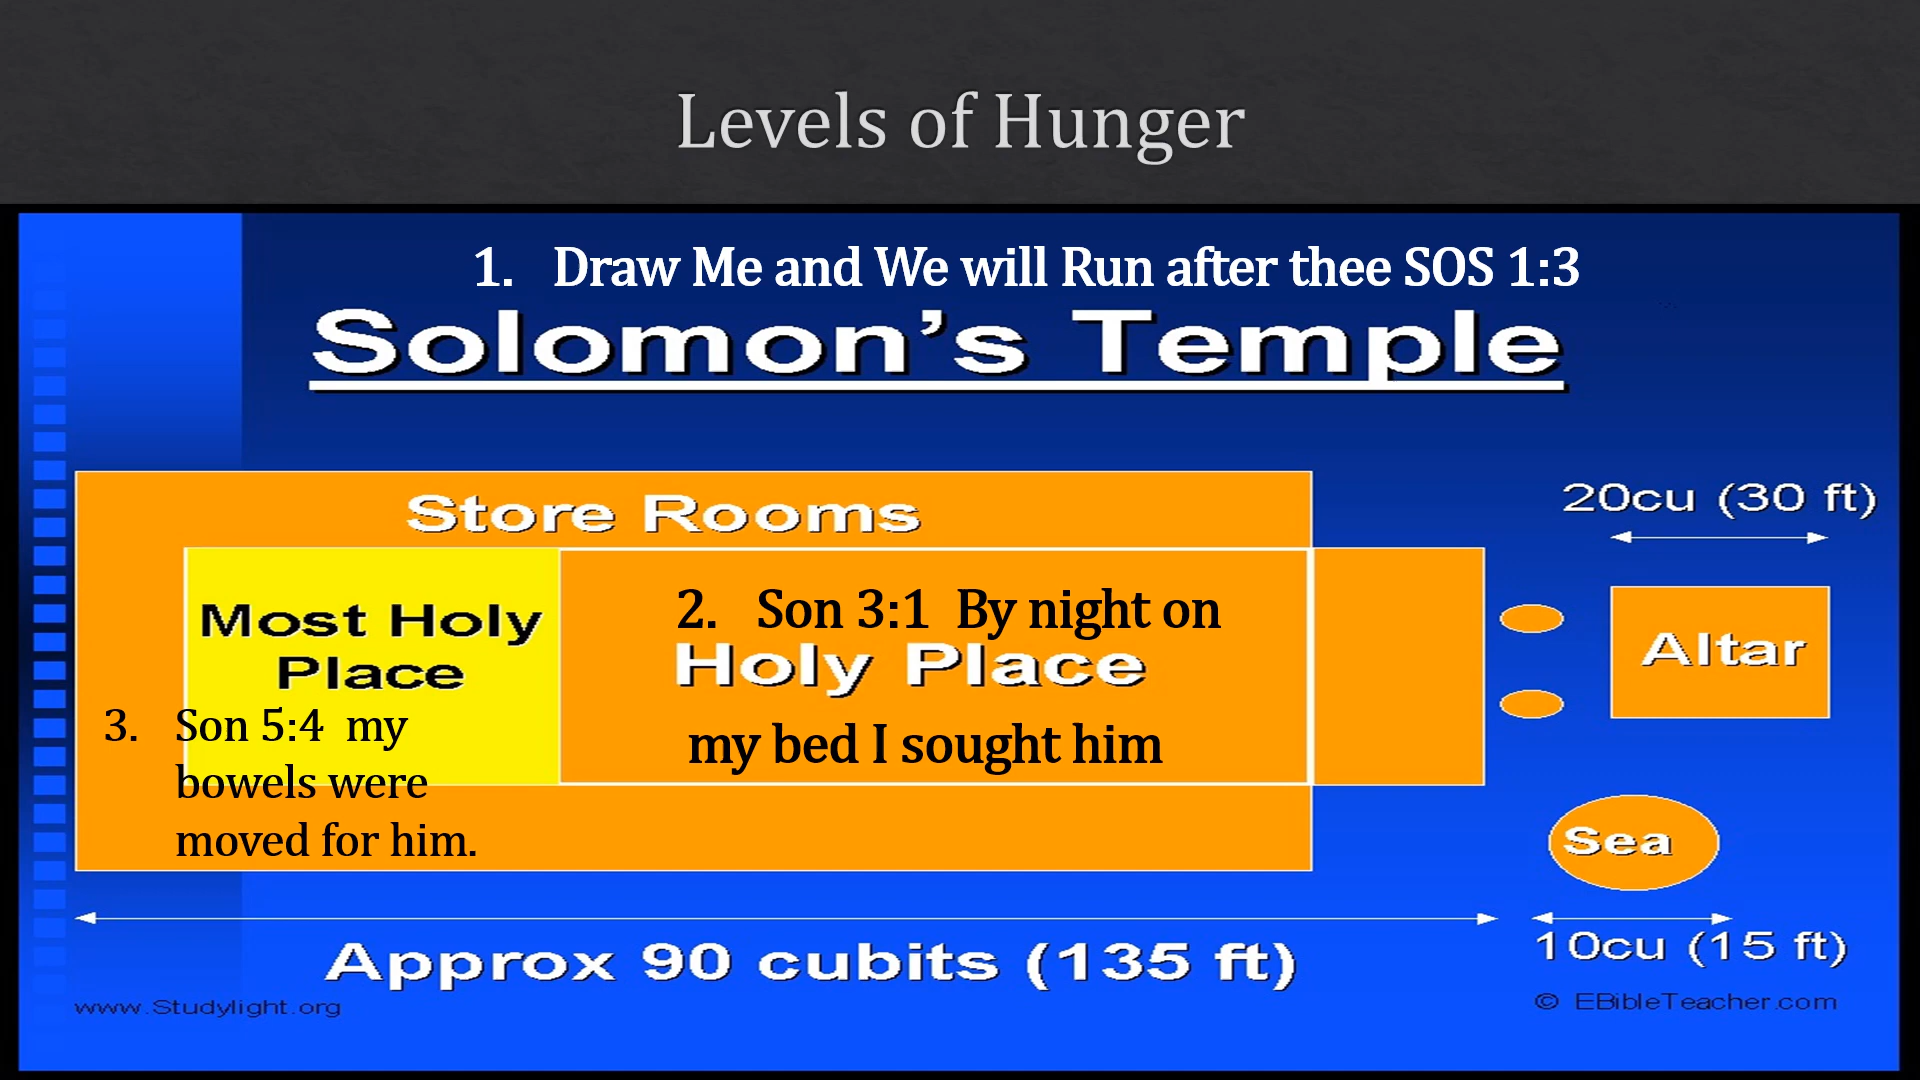 Levels of Hunger
1. Draw Me and We will Run after thee SOS 1:3
Solomon's Temple
Store Rooms
20cu (30 ft)
Most Holy
Place
2. Son 3:1 By night on
Holy Place
my bed I sought him
Altar
3. Son 5:4 my
bowels were
moved for him.
Sea
Approx 90 cubits (135 ft)
10cu (15 ft)
www.Studylight.org
© EBibleTeacher.com